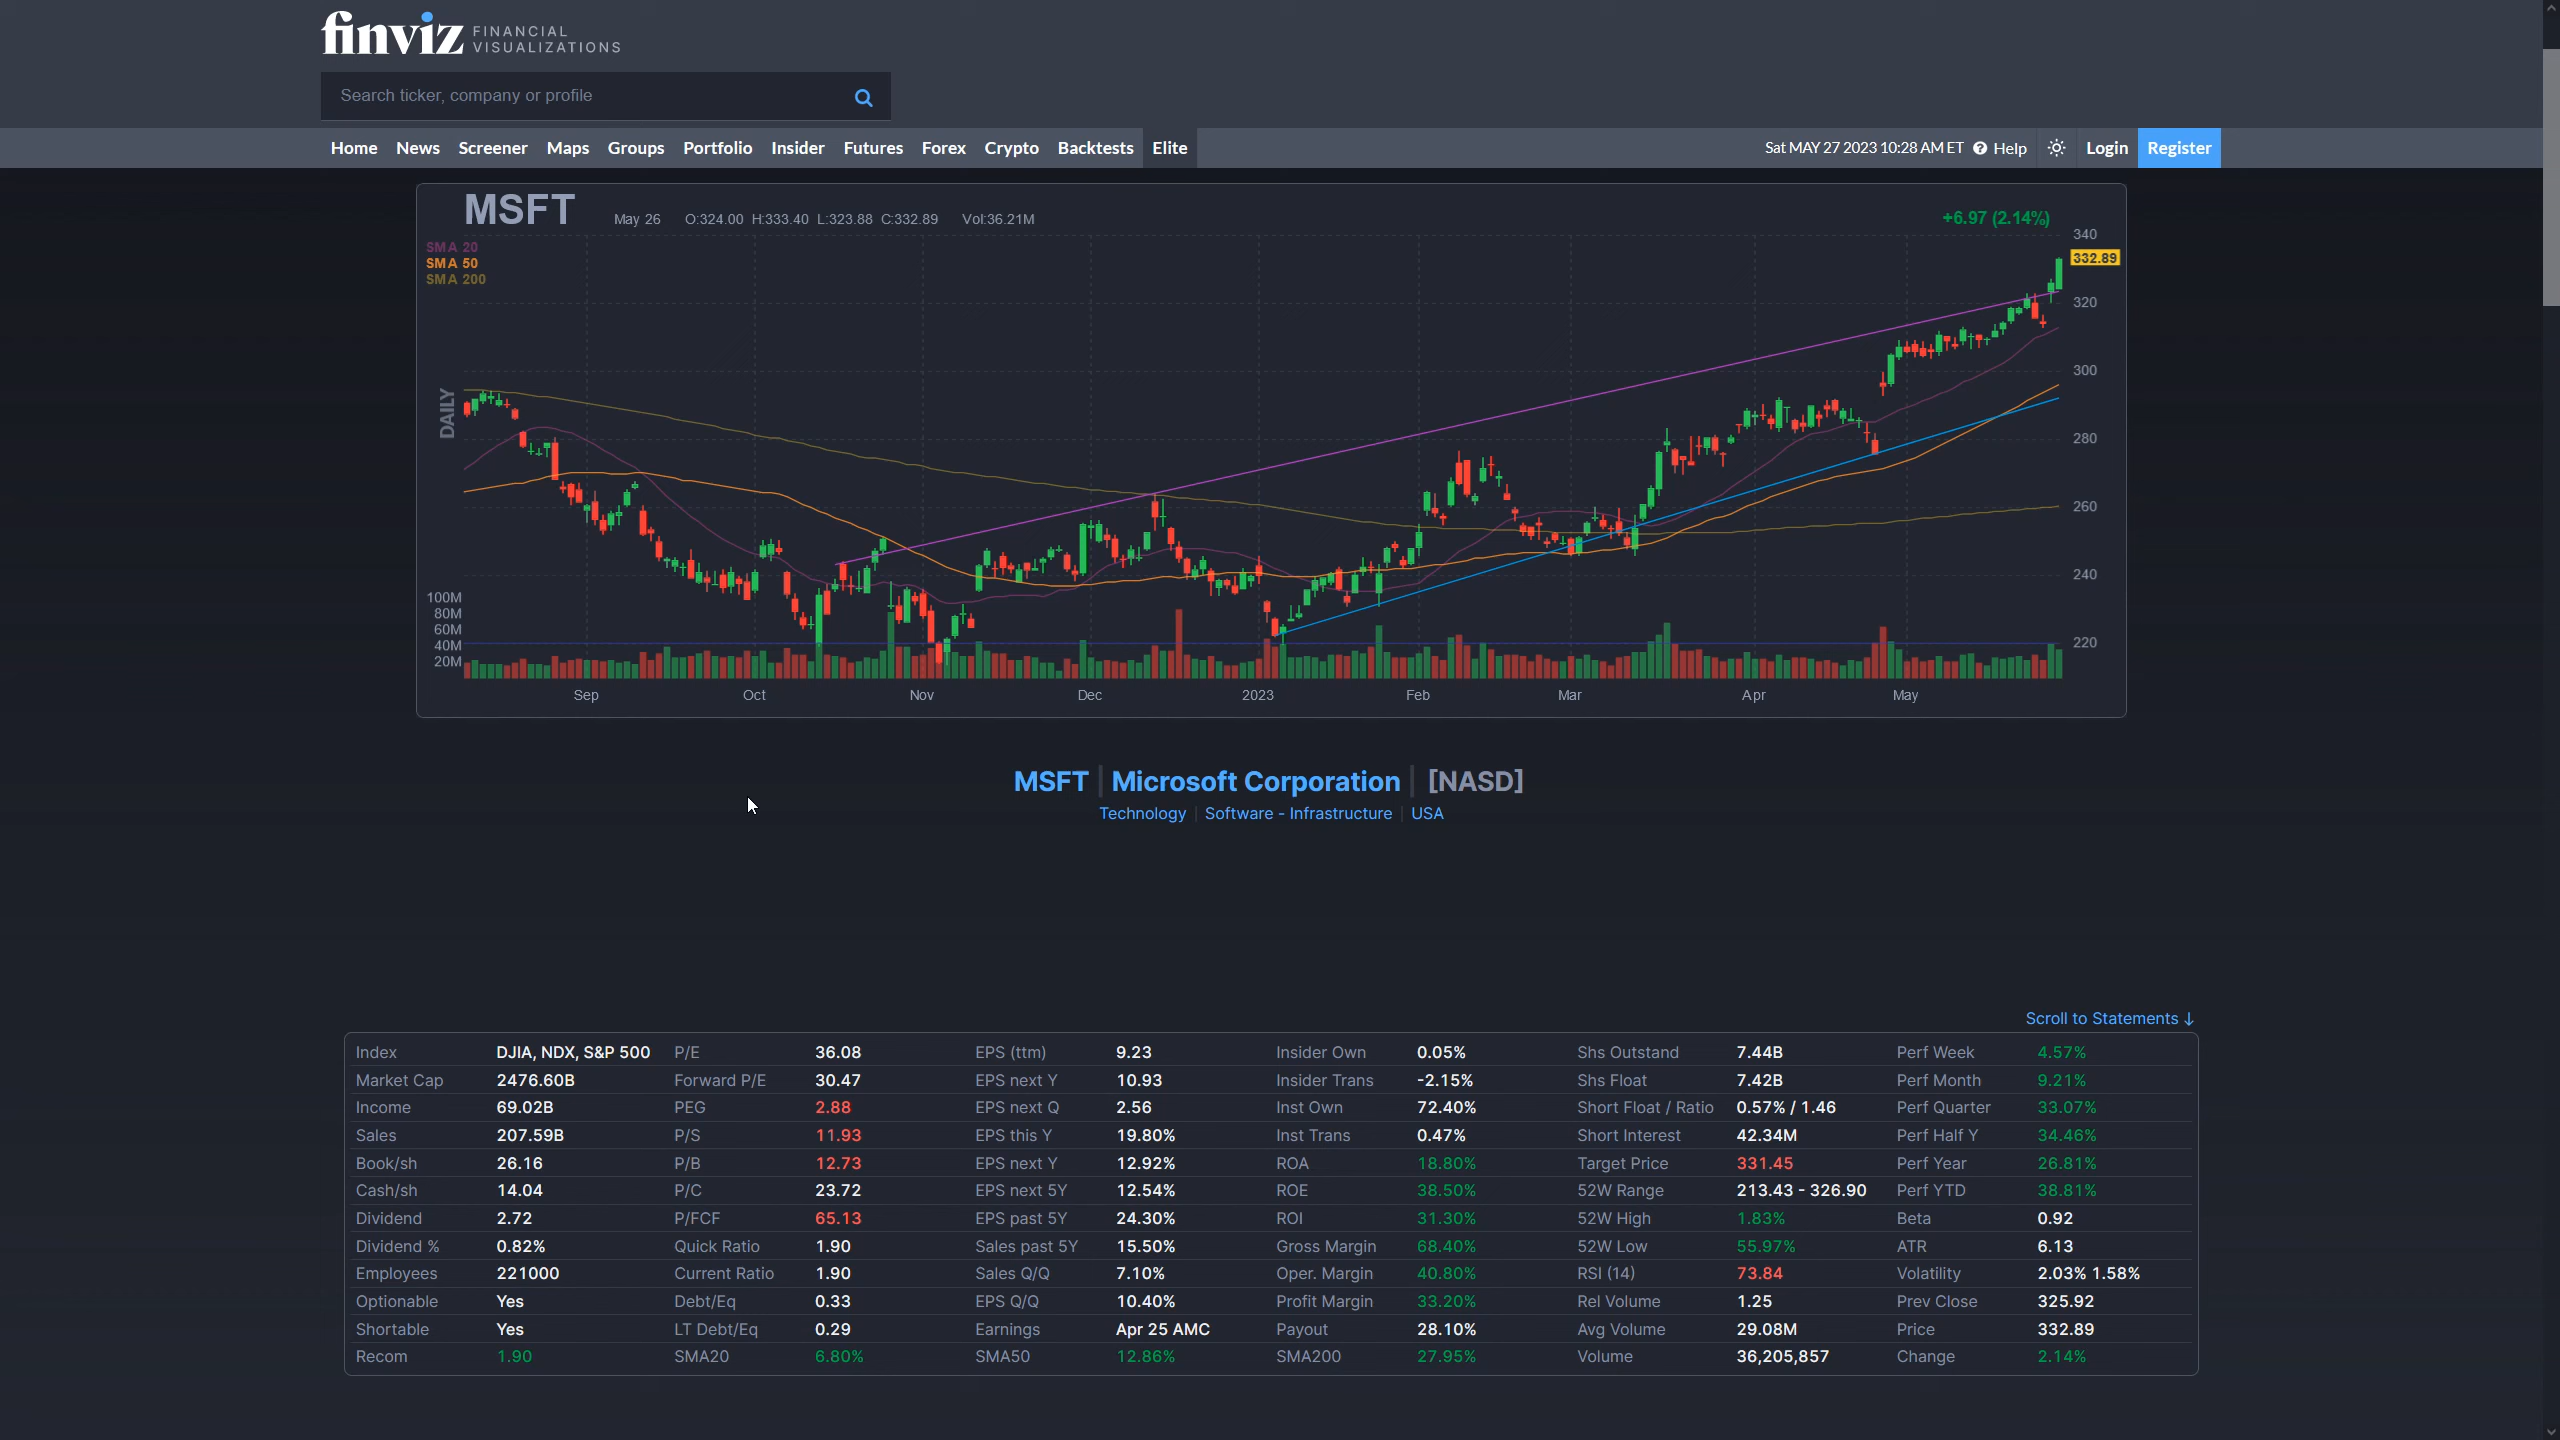 finviz FINANCIAL VISUALIZATIONS
Search ticker, company or profile
Home News Screener Maps Groups Portfolio Insider Futures Forex Crypto Backtests Elite Sat MAY 27 2023 10:28 AM ET Help Login Register
MSFT May 26 O:324.00 H:333.40 L:323.88 C:332.89 Vol:36.21M +6.97 (2.14%)
SMA 20
SMA 50
SMA 200
DAILY
340
332.89
320
300
280
260
240
220
100M
80M
60M
40M
20M
Sep Oct Nov Dec 2023 Feb Mar Apr May
MSFT Microsoft Corporation [NASD]
Technology Software - Infrastructure USA
Scroll to Statements ↓
Index DJIA, NDX, S&P 500 P/E 36.08 EPS (ttm) 9.23 Insider Own 0.05% Shs Outstand 7.44B Perf Week 4.57%
Market Cap 2476.60B Forward P/E 30.47 EPS next Y 10.93 Insider Trans -2.15% Shs Float 7.42B Perf Month 9.21%
Income 69.02B PEG 2.88 EPS next Q 2.56 Inst Own 72.40% Short Float / Ratio 0.57% / 1.46 Perf Quarter 33.07%
Sales 207.59B P/S 11.93 EPS this Y 19.80% Inst Trans 0.47% Short Interest 42.34M Perf Half Y 34.46%
Book/sh 26.16 P/B 12.73 EPS next Y 12.92% ROA 18.80% Target Price 331.45 Perf Year 26.81%
Cash/sh 14.04 P/C 23.72 EPS next 5Y 12.54% ROE 38.50% 52W Range 213.43 - 326.90 Perf YTD 38.81%
Dividend 2.72 P/FCF 65.13 EPS past 5Y 24.30% ROI 31.30% 52W High 1.83% Beta 0.92
Dividend % 0.82% Quick Ratio 1.90 Sales past 5Y 15.50% Gross Margin 68.40% 52W Low 55.97% ATR 6.13
Employees 221000 Current Ratio 1.90 Sales Q/Q 7.10% Oper. Margin 40.80% RSI (14) 73.84 Volatility 2.03% 1.58%
Optionable Yes Debt/Eq 0.33 EPS Q/Q 10.40% Profit Margin 33.20% Rel Volume 1.25 Prev Close 325.92
Shortable Yes LT Debt/Eq 0.29 Earnings Apr 25 AMC Payout 28.10% Avg Volume 29.08M Price 332.89
Recom 1.90 SMA20 6.80% SMA50 12.86% SMA200 27.95% Volume 36,205,857 Change 2.14%